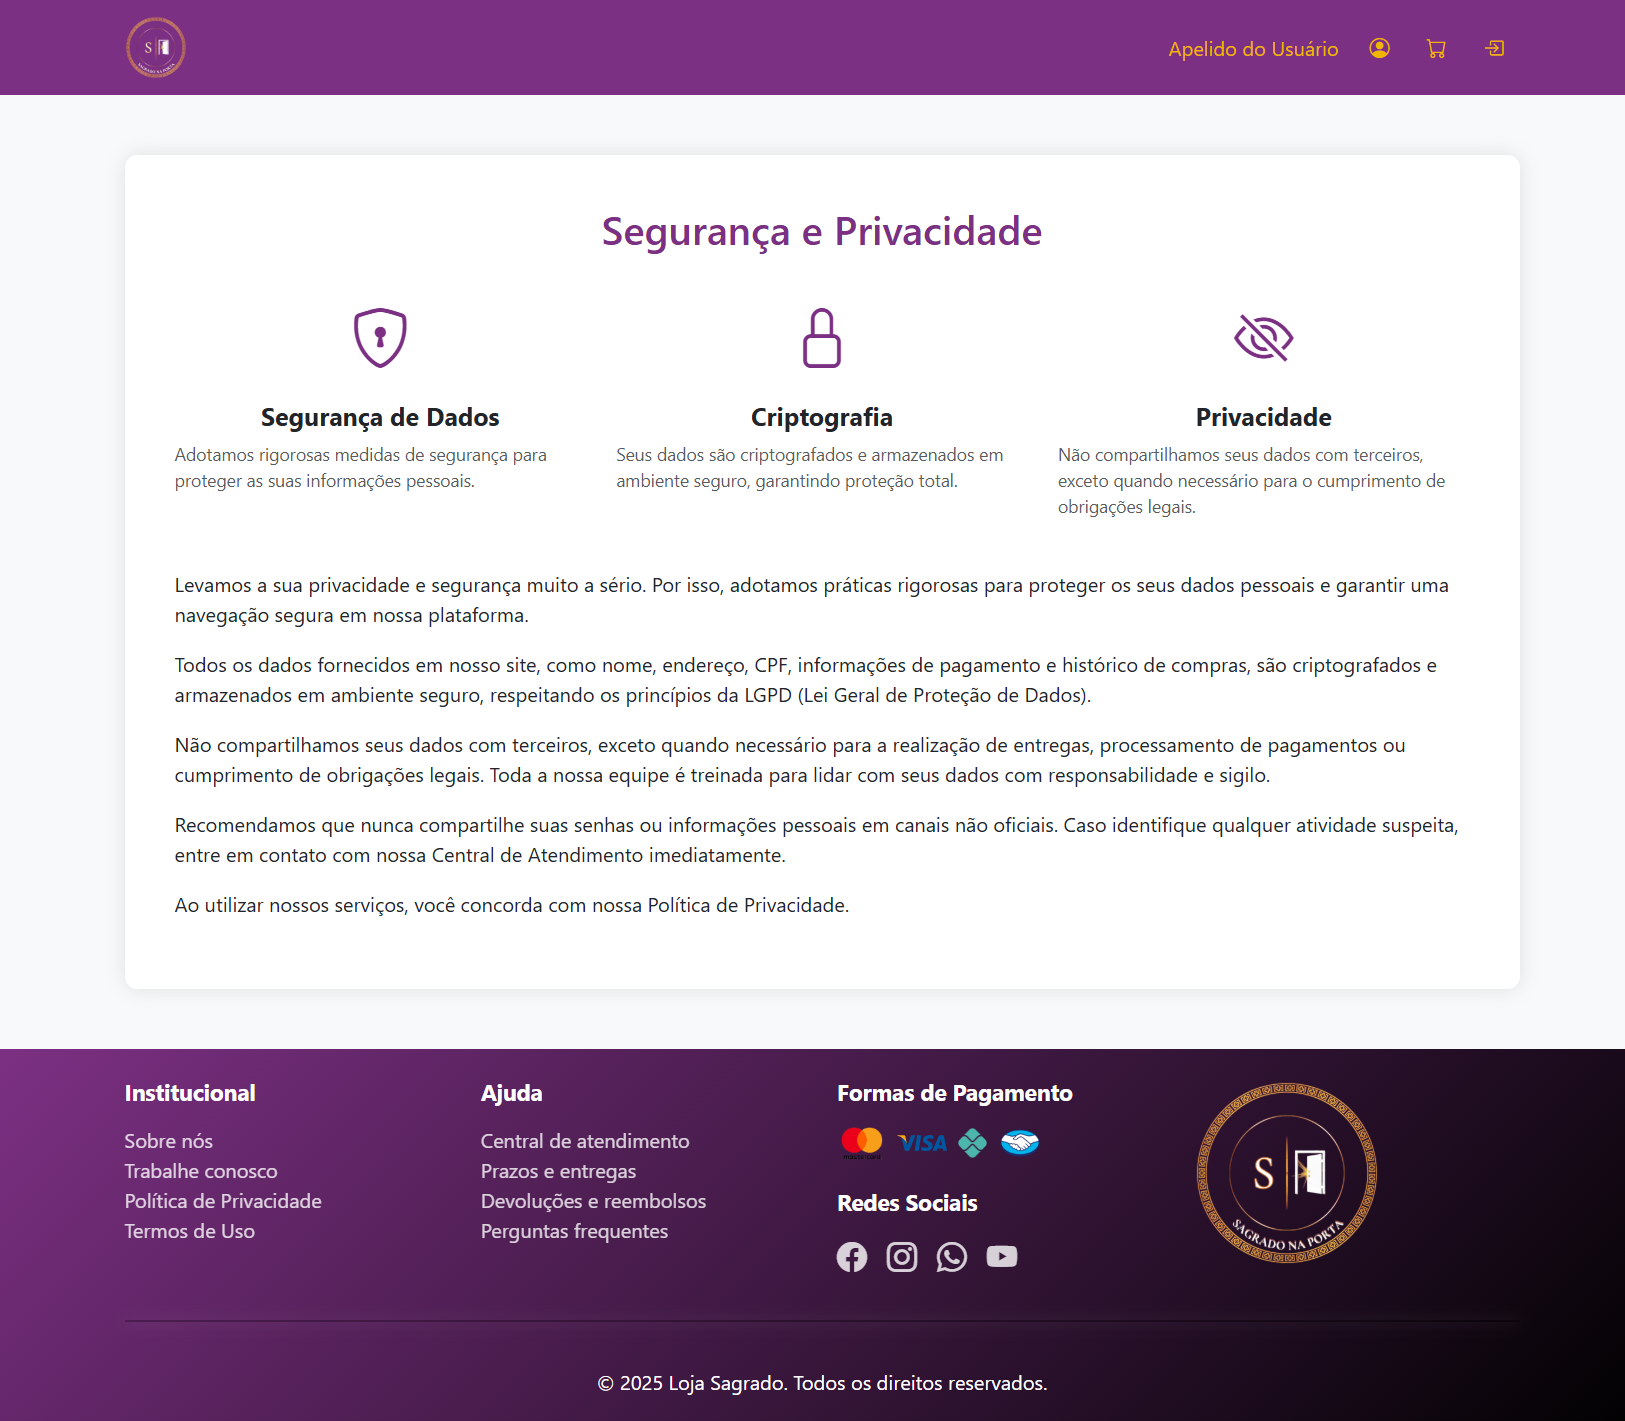 S
SAGRADO NA PORTA
Apelido do Usuário
Segurança e Privacidade
Segurança de Dados
Adotamos rigorosas medidas de segurança para
proteger as suas informações pessoais.
Criptografia
Seus dados são criptografados e armazenados em
ambiente seguro, garantindo proteção total.
Privacidade
Não compartilhamos seus dados com terceiros,
exceto quando necessário para o cumprimento de
obrigações legais.
Levamos a sua privacidade e segurança muito a sério. Por isso, adotamos práticas rigorosas para proteger os seus dados pessoais e garantir uma
navegação segura em nossa plataforma.
Todos os dados fornecidos em nosso site, como nome, endereço, CPF, informações de pagamento e histórico de compras, são criptografados e
armazenados em ambiente seguro, respeitando os princípios da LGPD (Lei Geral de Proteção de Dados).
Não compartilhamos seus dados com terceiros, exceto quando necessário para a realização de entregas, processamento de pagamentos ou
cumprimento de obrigações legais. Toda a nossa equipe é treinada para lidar com seus dados com responsabilidade e sigilo.
Recomendamos que nunca compartilhe suas senhas ou informações pessoais em canais não oficiais. Caso identifique qualquer atividade suspeita,
entre em contato com nossa Central de Atendimento imediatamente.
Ao utilizar nossos serviços, você concorda com nossa Política de Privacidade.
Institucional
Sobre nós
Trabalhe conosco
Política de Privacidade
Termos de Uso
Ajuda
Central de atendimento
Prazos e entregas
Devoluções e reembolsos
Perguntas frequentes
Formas de Pagamento
mastercard
VISA
Redes Sociais
S
SAGRADO NA PORTA
© 2025 Loja Sagrado. Todos os direitos reservados.